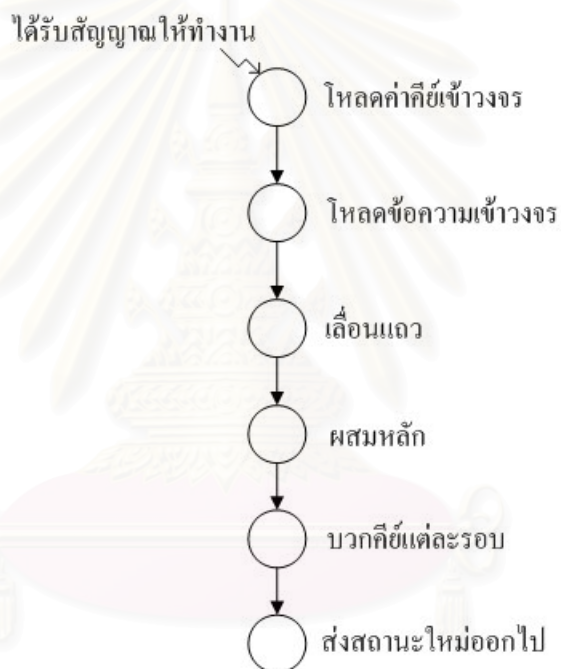 ได้รับสัญญาณให้ทำงาน
โหลดค่าคีย์เข้าวงจร
โหลดข้อความเข้าวงจร
เลื่อนแถว
ผสมหลัก
บวกคีย์แต่ละรอบ
ส่งสถานะใหม่ออกไป